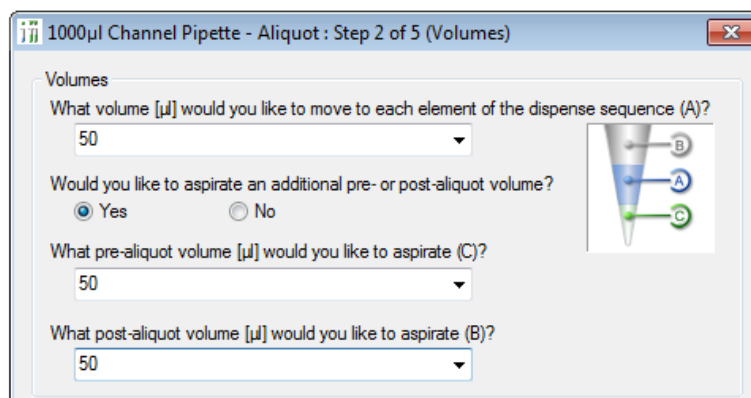 1000µl Channel Pipette - Aliquot : Step 2 of 5 (Volumes)
Volumes
What volume [µl] would you like to move to each element of the dispense sequence (A)?
50
B
Would you like to aspirate an additional pre- or post-aliquot volume?
A
Yes No
C
What pre-aliquot volume [µl] would you like to aspirate (C)?
50
What post-aliquot volume [µl] would you like to aspirate (B)?
50